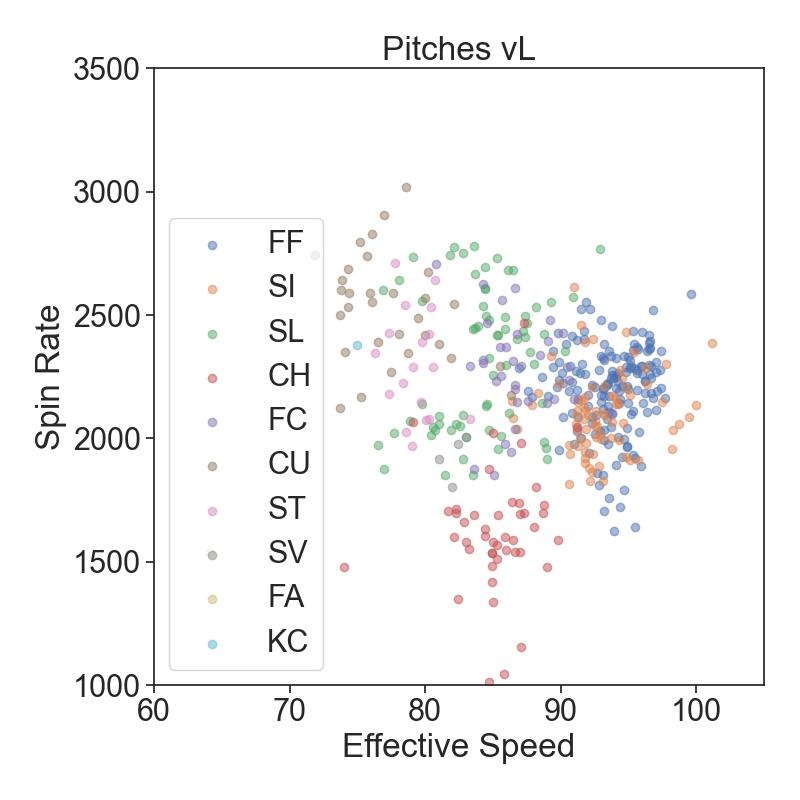 Pitches vL
3500
3000
2500
2000
1500
1000
Spin Rate
FF
SI
SL
CH
FC
CU
ST
SV
FA
KC
60 70 80 90 100
Effective Speed